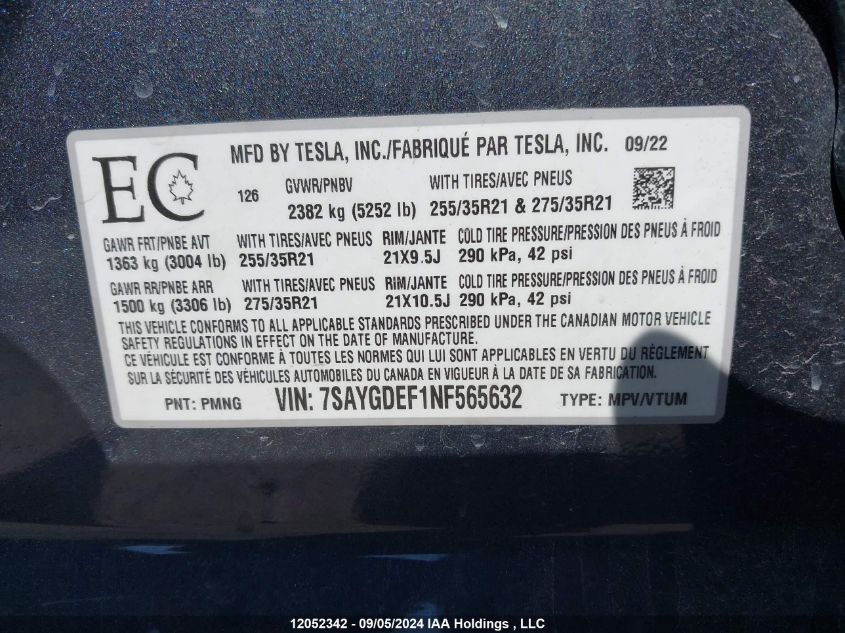 EC
MFD BY TESLA, INC./FABRIQUÉ PAR TESLA, INC. 09/22
126 GVWR/PNBV WITH TIRES/AVEC PNEUS
2382 kg (5252 lb) 255/35R21 & 275/35R21
GAWR FRT/PNBE AVT WITH TIRES/AVEC PNEUS RIM/JANTE COLD TIRE PRESSURE/PRESSION DES PNEUS À FROID
1363 kg (3004 lb) 255/35R21 21X9.5J 290 kPa, 42 psi
GAWR RR/PNBE ARR WITH TIRES/AVEC PNEUS RIM/JANTE COLD TIRE PRESSURE/PRESSION DES PNEUS À FROID
1500 kg (3306 lb) 275/35R21 21X10.5J 290 kPa, 42 psi
THIS VEHICLE CONFORMS TO ALL APPLICABLE STANDARDS PRESCRIBED UNDER THE CANADIAN MOTOR VEHICLE
SAFETY REGULATIONS IN EFFECT ON THE DATE OF MANUFACTURE.
CE VÉHICULE EST CONFORME À TOUTES LES NORMES QUI LUI SONT APPLICABLES EN VERTU DU RÈGLEMENT
SUR LA SÉCURITÉ DES VÉHICULES AUTOMOBILES DU CANADA EN VIGUEUR À LA DATE DE SA FABRICATION.
PNT: PMNG VIN: 7SAYGDEF1NF565632 TYPE: MPV/VTUM
12052342 - 09/05/2024 IAA Holdings , LLC